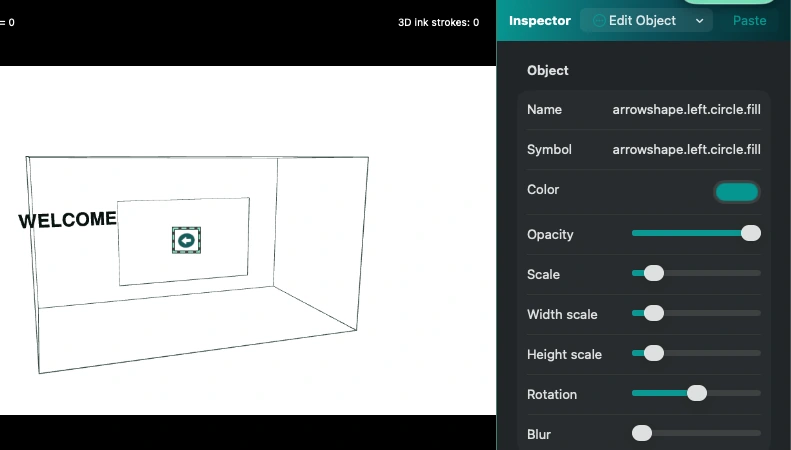 = 0
3D ink strokes: 0
Inspector
Edit Object
Paste
Object
Name arrowshape.left.circle.fill
Symbol arrowshape.left.circle.fill
Color
Opacity
Scale
Width scale
Height scale
Rotation
Blur
WELCOME